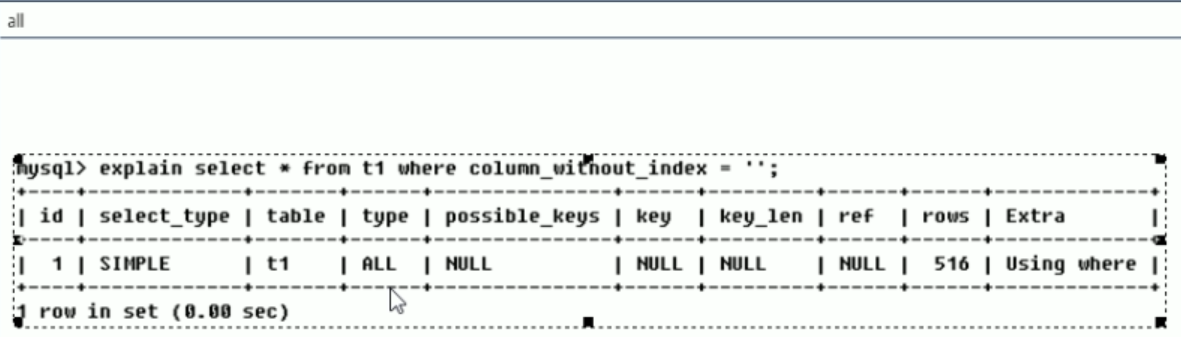 all
mysql> explain select * from t1 where column_without_index = '';
+----+-------------+-------+------+---------------+------+---------+------+------+-------------+
| id | select_type | table | type | possible_keys | key  | key_len | ref  | rows | Extra       |
+----+-------------+-------+------+---------------+------+---------+------+------+-------------+
|  1 | SIMPLE      | t1    | ALL  | NULL          | NULL | NULL    | NULL |  516 | Using where |
+----+-------------+-------+------+---------------+------+---------+------+------+-------------+
1 row in set (0.00 sec)